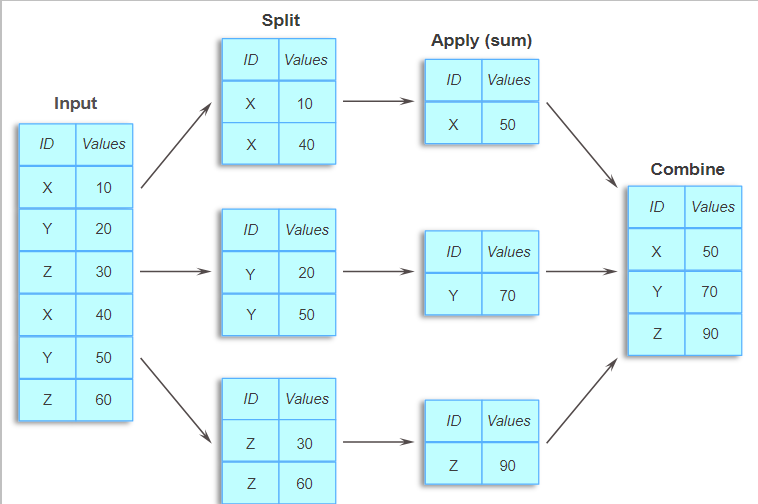 Input
ID Values
X 10
Y 20
Z 30
X 40
Y 50
Z 60
Split
ID Values
X 10
X 40
ID Values
Y 20
Y 50
ID Values
Z 30
Z 60
Apply (sum)
ID Values
X 50
ID Values
Y 70
ID Values
Z 90
Combine
ID Values
X 50
Y 70
Z 90